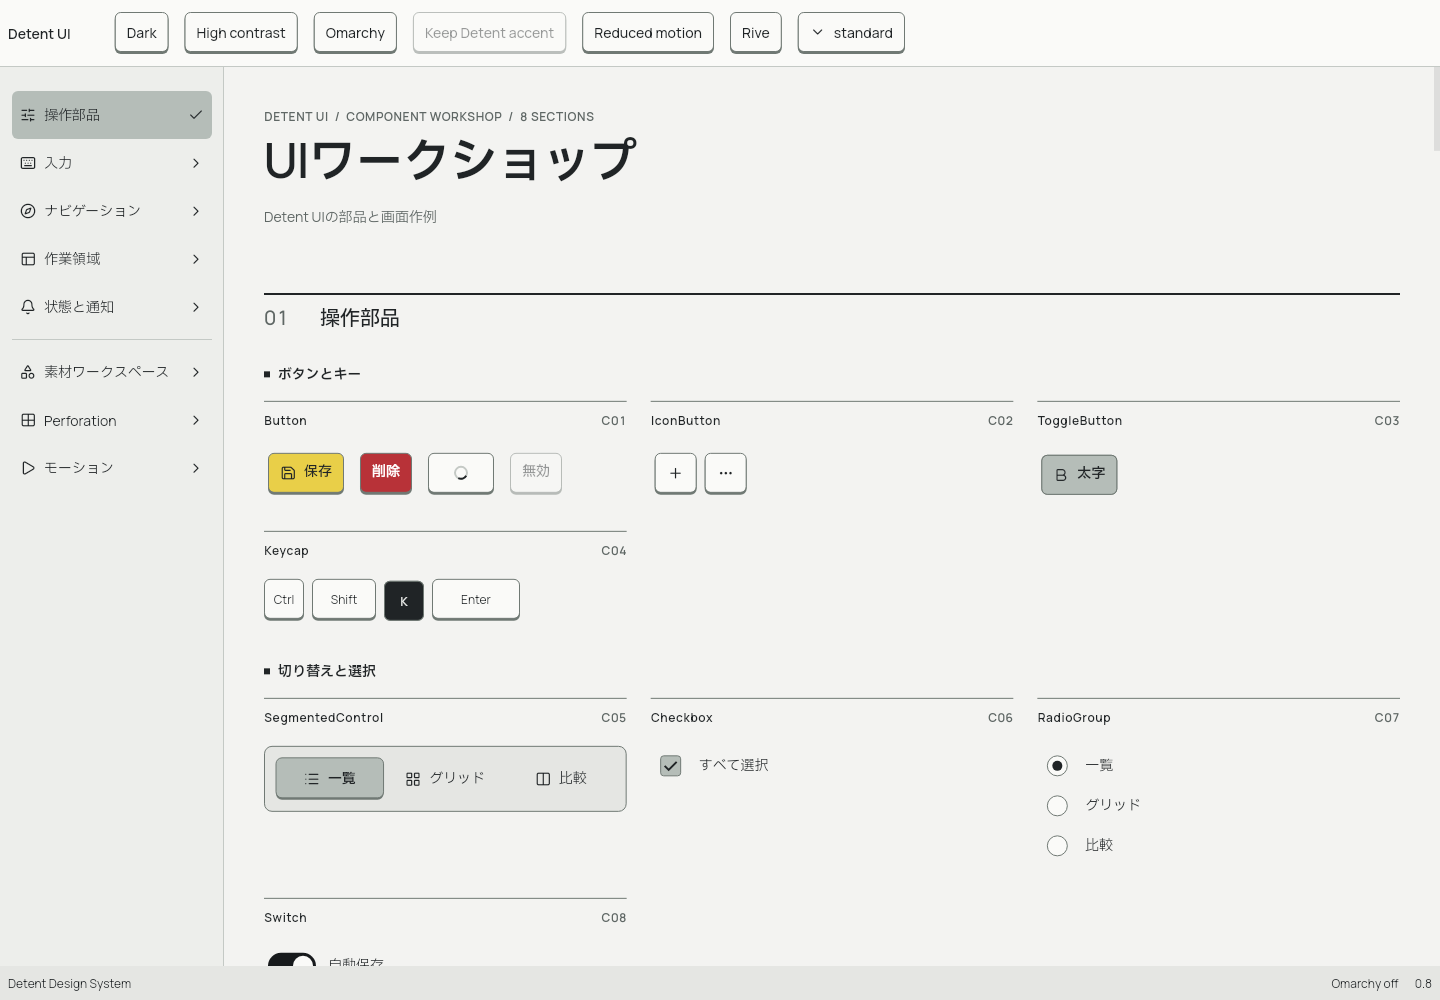 Detent UI
Dark
High contrast
Omarchy
Keep Detent accent
Reduced motion
Rive
standard
操作部品
入力
ナビゲーション
作業領域
状態と通知
素材ワークスペース
Perforation
モーション
DETENT UI / COMPONENT WORKSHOP / 8 SECTIONS
UIワークショップ
Detent UIの部品と画面作例
01 操作部品
ボタンとキー
Button C01
保存 削除 無効
IconButton C02
ToggleButton C03
太字
Keycap C04
Ctrl Shift K Enter
切り替えと選択
SegmentedControl C05
一覧 グリッド 比較
Checkbox C06
すべて選択
RadioGroup C07
一覧
グリッド
比較
Switch C08
自動保存
Detent Design System
Omarchy off 0.8